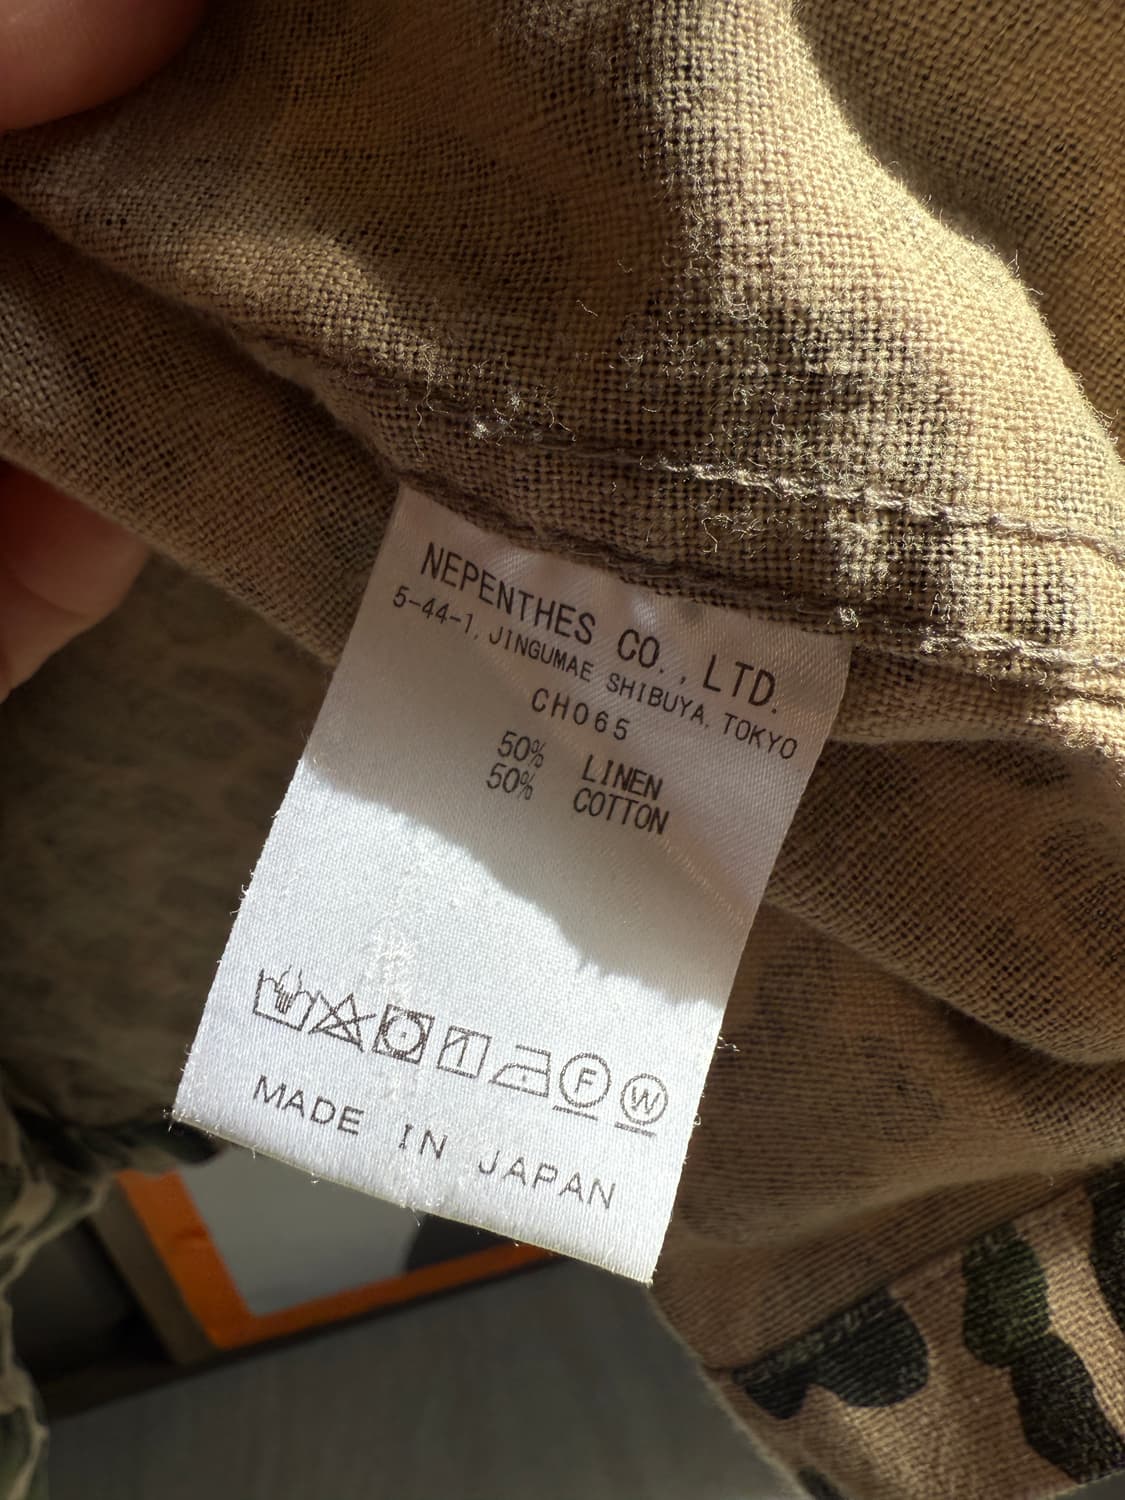 NEPENTHES CO., LTD.
5-44-1, JINGUMAE SHIBUYA, TOKYO
CH065
50% LINEN
50% COTTON
F W
MADE IN JAPAN